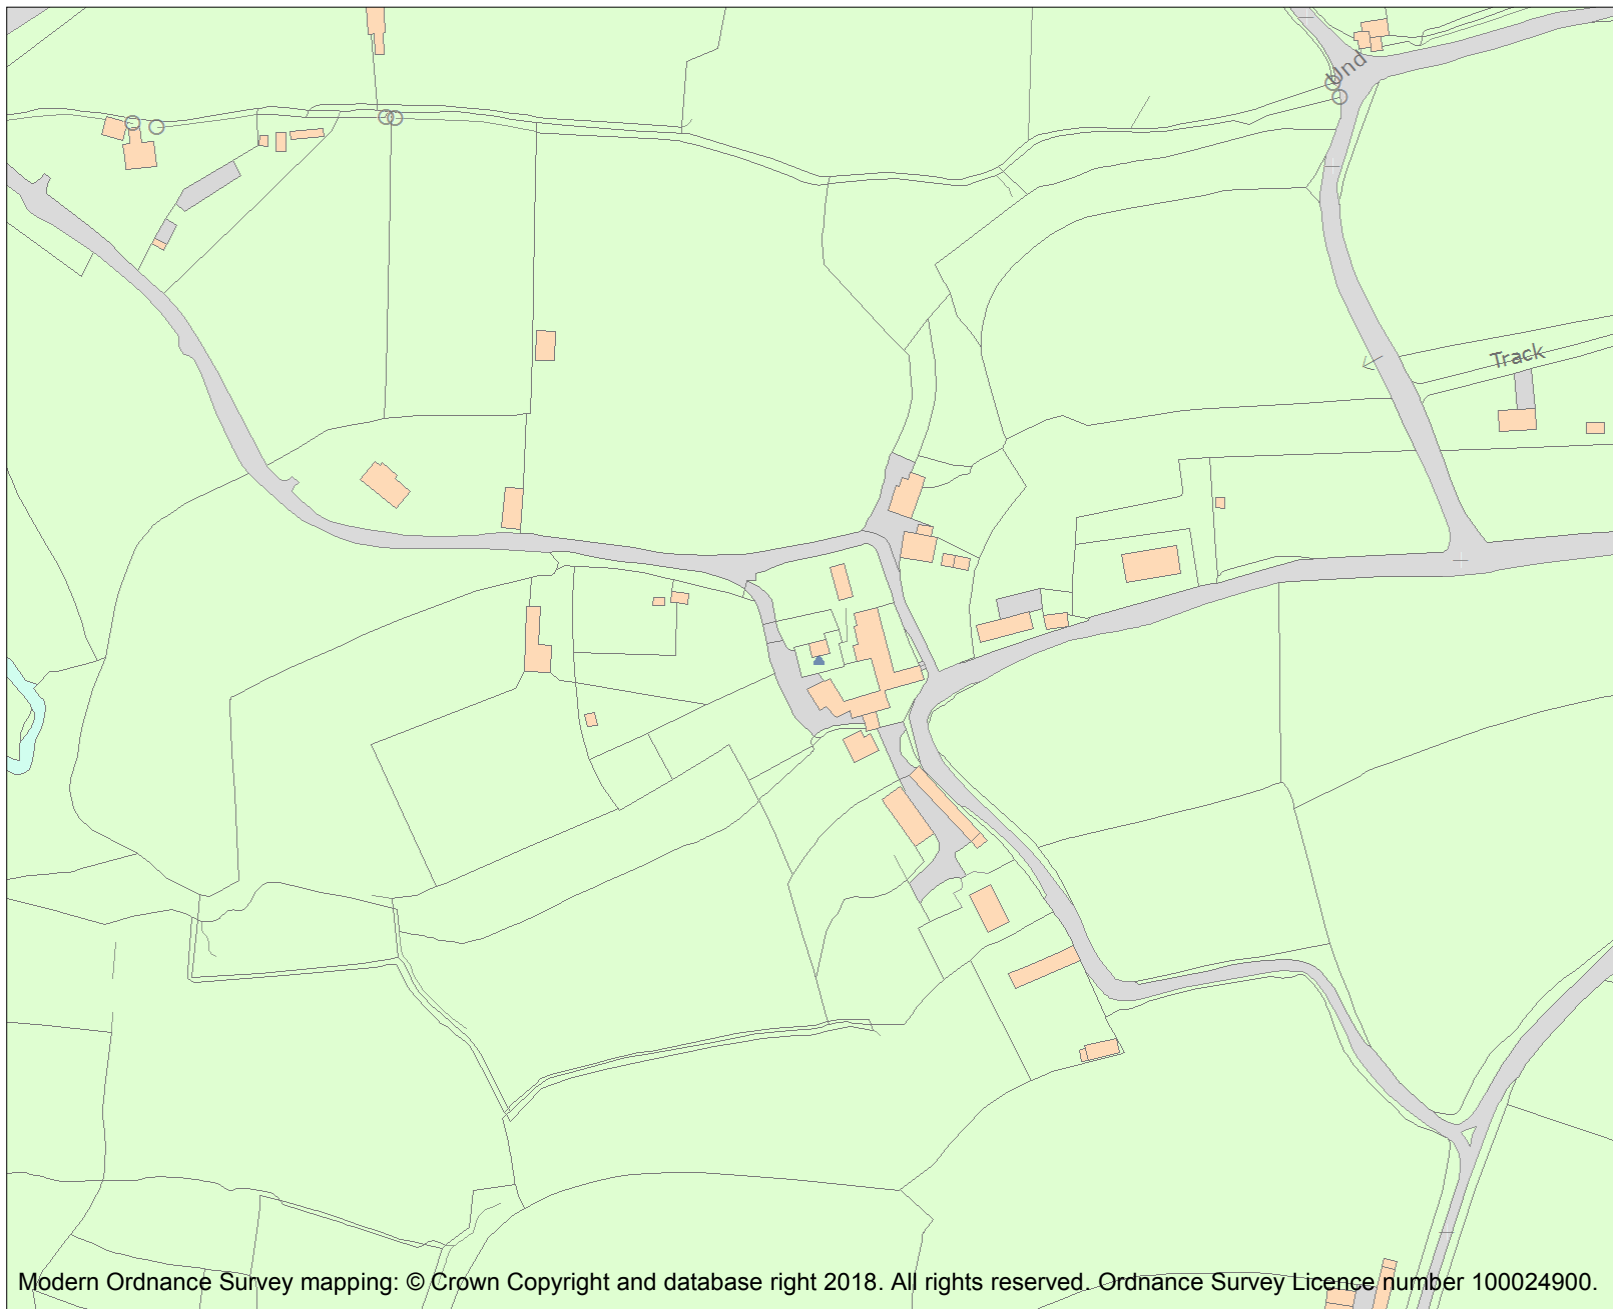 Und
Track
Modern Ordnance Survey mapping: © Crown Copyright and database right 2018. All rights reserved. Ordnance Survey Licence number 100024900.